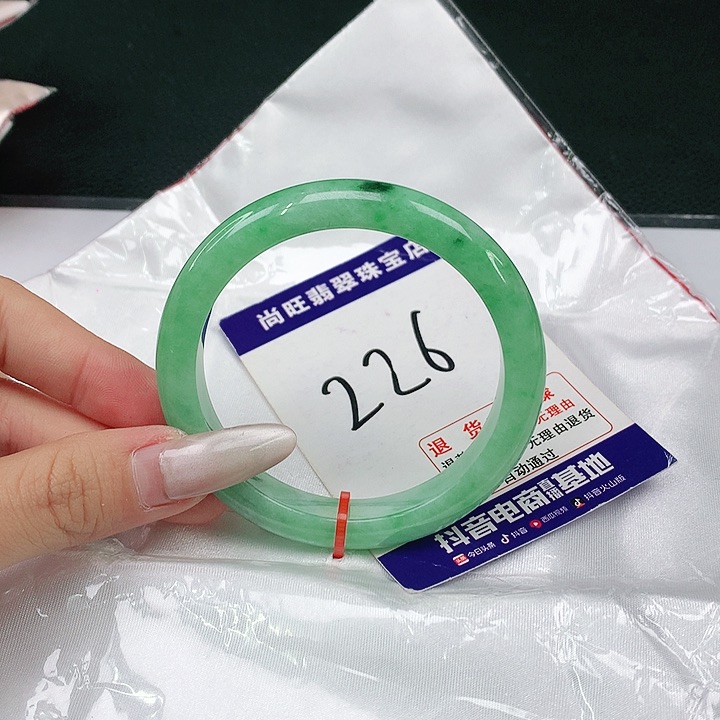 尚旺翡翠珠宝店
226
退货
无理由
无理由退货
自动通过
抖音电商直播基地
今日头条 抖音 西瓜视频 抖音火山版